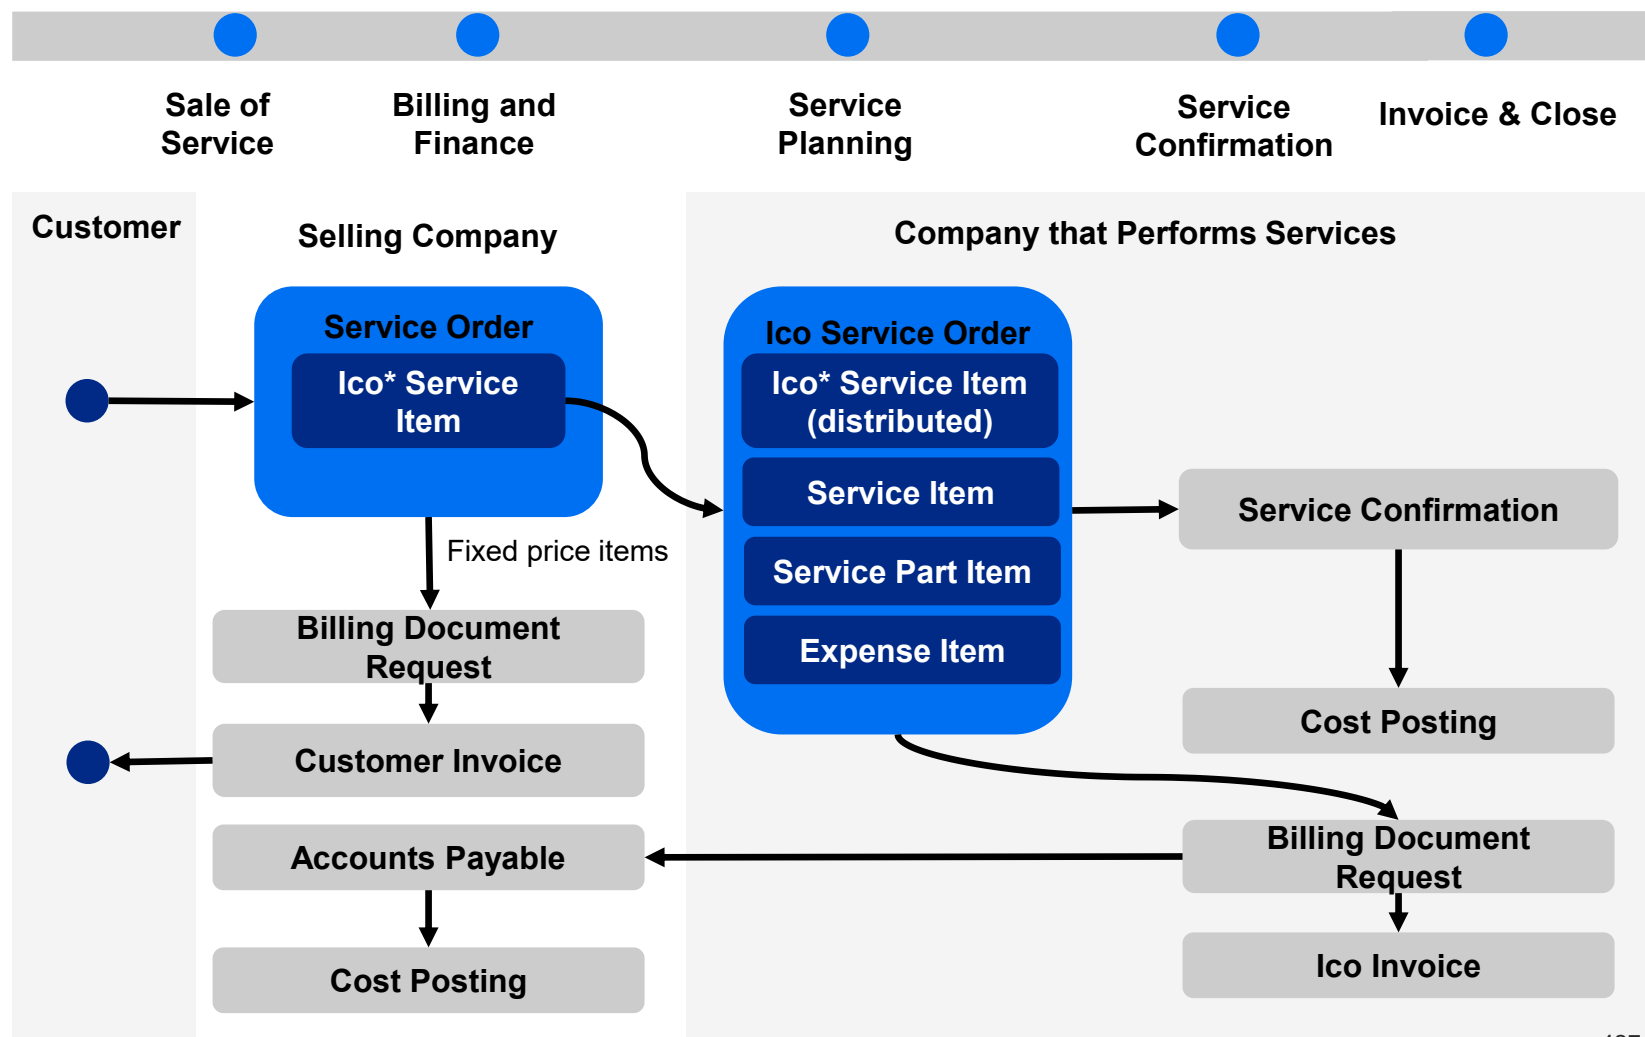 Sale of
Service
Billing and
Finance
Service
Planning
Service
Confirmation
Invoice & Close
Customer
Selling Company
Company that Performs Services
Service Order
Ico* Service
Item
Fixed price items
Billing Document
Request
Customer Invoice
Accounts Payable
Cost Posting
Ico Service Order
Ico* Service Item
(distributed)
Service Item
Service Part Item
Expense Item
Service Confirmation
Cost Posting
Billing Document
Request
Ico Invoice